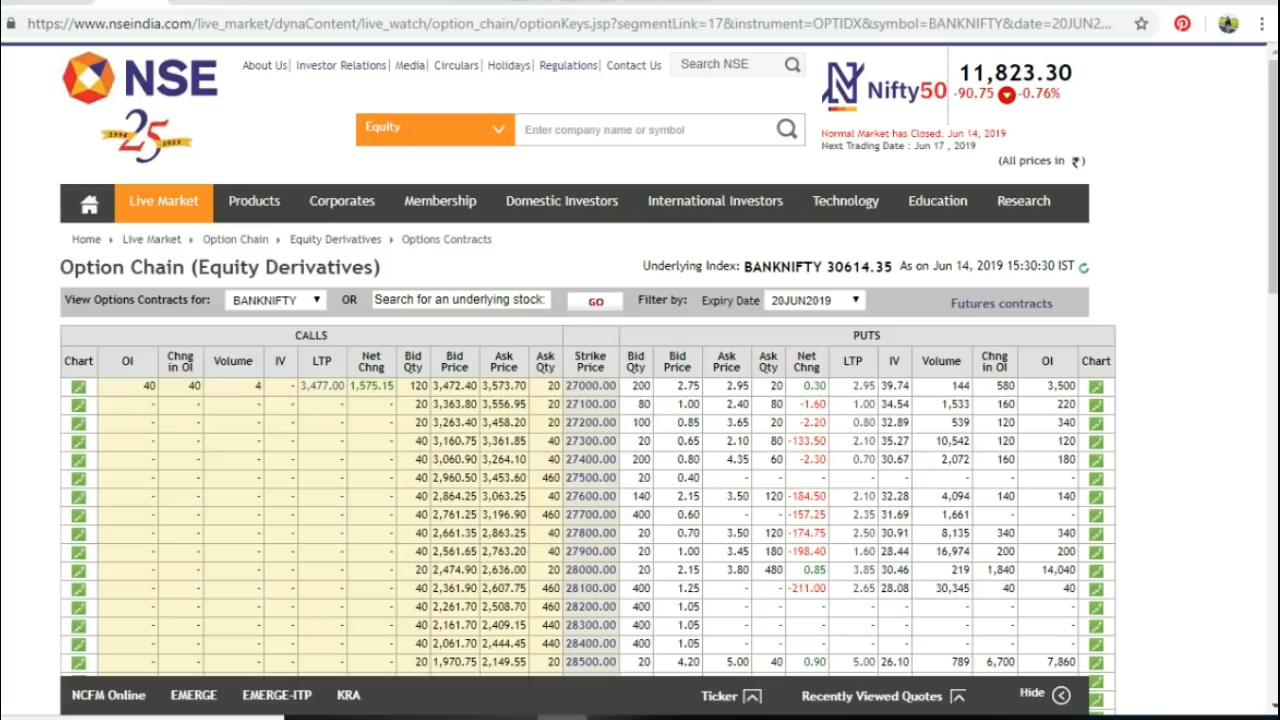 https://www.nseindia.com/live_market/dynaContent/live_watch/option_chain/optionKeys.jsp?segmentLink=17&instrument=OPTIDX&symbol=BANKNIFTY&date=20JUN2...
NSE
1994 25 2019
About Us| Investor Relations| Media| Circulars| Holidays| Regulations| Contact Us
Search NSE
Equity
Enter company name or symbol
Nifty50
11,823.30
-90.75 -0.76%
Normal Market has Closed. Jun 14, 2019
Next Trading Date : Jun 17 , 2019
(All prices in ₹)
Live Market Products Corporates Membership Domestic Investors International Investors Technology Education Research
Home Live Market Option Chain Equity Derivatives Options Contracts
Option Chain (Equity Derivatives)
Underlying Index: BANKNIFTY 30614.35 As on Jun 14, 2019 15:30:30 IST
View Options Contracts for: BANKNIFTY OR Search for an underlying stock: GO Filter by: Expiry Date 20JUN2019 Futures contracts
CALLS PUTS
Chart OI Chng in OI Volume IV LTP Net Chng Bid Qty Bid Price Ask Price Ask Qty Strike Price Bid Qty Bid Price Ask Price Ask Qty Net Chng LTP IV Volume Chng in OI OI Chart
40 40 4 - 3,477.00 1,575.15 120 3,472.40 3,573.70 20 27000.00 200 2.75 2.95 20 0.30 2.95 39.74 144 580 3,500
- - - - - - 20 3,363.80 3,556.95 20 27100.00 80 1.00 2.40 80 -1.60 1.00 34.54 1,533 160 220
- - - - - - 20 3,263.40 3,458.20 20 27200.00 100 0.85 3.65 20 -2.20 0.80 32.89 539 120 340
- - - - - - 40 3,160.75 3,361.85 40 27300.00 20 0.65 2.10 80 -133.50 2.10 35.27 10,542 120 120
- - - - - - 40 3,060.90 3,264.10 40 27400.00 200 0.80 4.35 60 -2.30 0.70 30.67 2,072 160 180
- - - - - - 40 2,960.50 3,453.60 460 27500.00 20 0.40 - - - - - - - -
- - - - - - 40 2,864.25 3,063.25 40 27600.00 140 2.15 3.50 120 -184.50 2.10 32.28 4,094 140 140
- - - - - - 40 2,761.25 3,196.90 460 27700.00 400 0.60 - - -157.25 2.35 31.69 1,661 - -
- - - - - - 40 2,661.35 2,863.25 40 27800.00 20 0.70 3.50 120 -174.75 2.50 30.91 8,135 340 340
- - - - - - 40 2,561.65 2,763.20 40 27900.00 20 1.00 3.45 180 -198.40 1.60 28.44 16,974 200 200
- - - - - - 20 2,474.90 2,636.00 20 28000.00 20 2.15 3.80 480 0.85 3.85 30.46 219 1,840 14,040
- - - - - - 40 2,361.90 2,607.75 460 28100.00 400 1.25 - - -211.00 2.65 28.08 30,345 40 40
- - - - - - 40 2,261.70 2,508.70 460 28200.00 400 1.05 - - - - - - - -
- - - - - - 40 2,161.70 2,409.15 440 28300.00 400 1.05 - - - - - - - -
- - - - - - 40 2,061.70 2,444.45 440 28400.00 400 1.05 - - - - - - - -
- - - - - - 20 1,970.75 2,149.55 20 28500.00 20 4.20 5.00 40 0.90 5.00 26.10 789 6,700 7,860
NCFM Online EMERGE EMERGE-ITP KRA Ticker Recently Viewed Quotes Hide